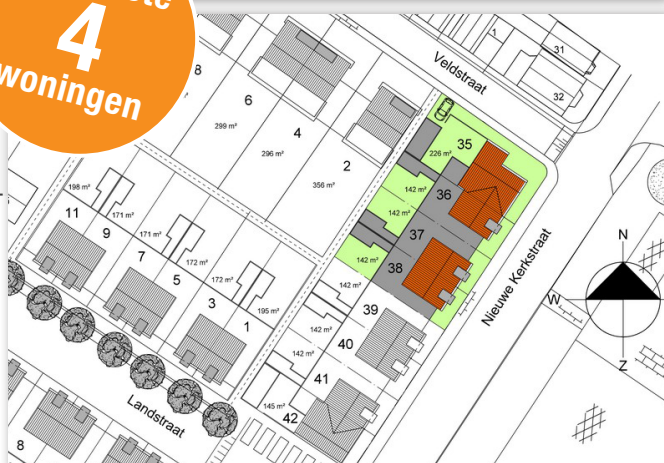 4
woningen
Veldstraat
1
31
32
8
6
299 m²
4
296 m²
2
356 m²
35
226 m²
36
142 m²
142 m²
37
38
142 m²
142 m²
39
142 m²
40
142 m²
41
145 m²
42
198 m²
11
171 m²
9
171 m²
7
172 m²
5
172 m²
3
195 m²
1
Nieuwe Kerkstraat
Landstraat
8
N
W
Z